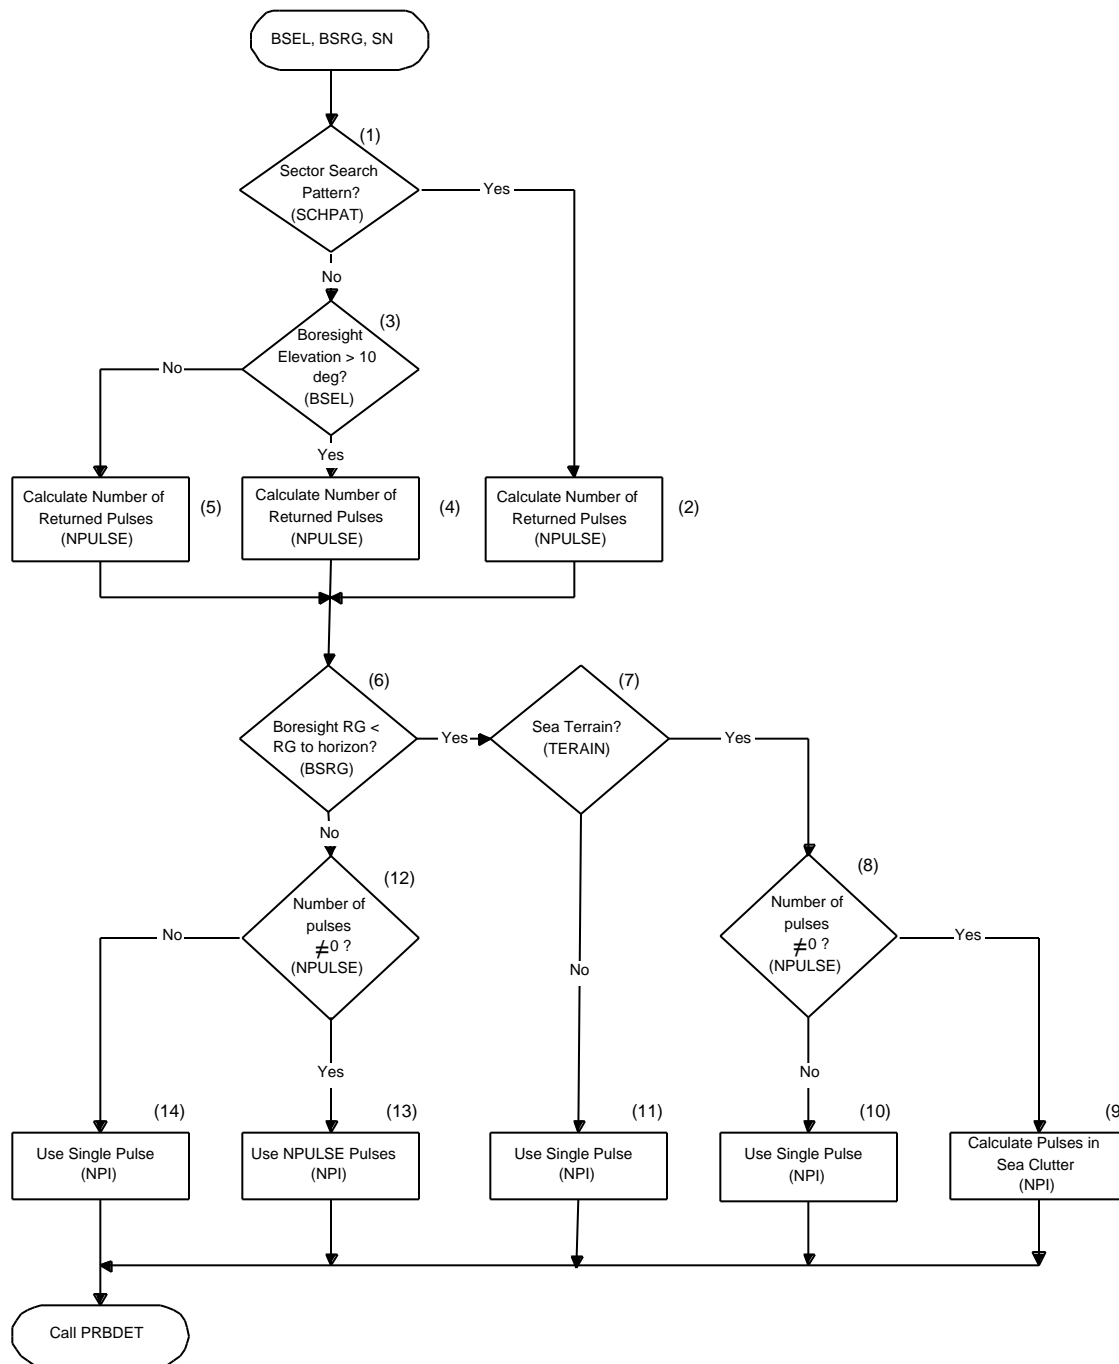 BSEL, BSRG, SN
(1)
Sector Search
Pattern?
(SCHPAT)
Yes
No
(3)
Boresight
Elevation > 10
deg?
(BSEL)
No
Yes
Calculate Number of
Returned Pulses
(NPULSE)
(5)
Calculate Number of
Returned Pulses
(NPULSE)
(4)
Calculate Number of
Returned Pulses
(NPULSE)
(2)
(6)
Boresight RG <
RG to horizon?
(BSRG)
Yes
(7)
Sea Terrain?
(TERAIN)
Yes
No
(12)
Number of
pulses
≠0 ?
(NPULSE)
No
(8)
Number of
pulses
≠0 ?
(NPULSE)
Yes
No
Yes
No
(14)
(13)
(11)
(10)
(9
Use Single Pulse
(NPI)
Use NPULSE Pulses
(NPI)
Use Single Pulse
(NPI)
Use Single Pulse
(NPI)
Calculate Pulses in
Sea Clutter
(NPI)
Call PRBDET